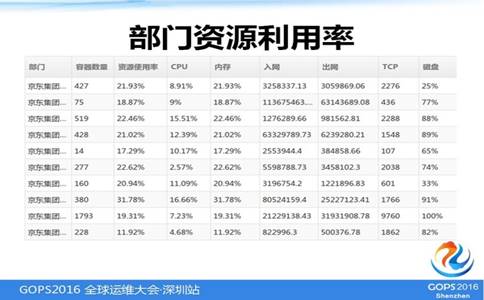 部门资源利用率
部门 容器数量 资源使用率 CPU 内存 入网 出网 TCP 磁盘
京东集团... 427 21.93% 8.91% 21.93% 3258337.13 3059869.06 2276 25%
京东集团... 75 18.87% 9% 18.87% 113675463.... 63143689.08 436 77%
京东集团... 519 22.46% 15.51% 22.46% 1276289.66 981562.81 2288 88%
京东集团... 428 21.02% 12.39% 21.02% 63329789.73 6239280.21 1548 89%
京东集团... 14 17.29% 10.17% 17.29% 2553944.4 384858.66 107 65%
京东集团... 277 22.62% 2.57% 22.62% 5598788.73 3458102.3 2038 74%
京东集团... 160 20.94% 11.09% 20.94% 3196754.2 1221896.83 601 33%
京东集团... 380 31.78% 16.66% 31.78% 80524159.4 25227123.41 1766 91%
京东集团... 1793 19.31% 7.23% 19.31% 21229138.43 31931908.78 9760 100%
京东集团... 228 11.92% 4.68% 11.92% 822996.3 500376.78 1862 82%
GOPS2016 全球运维大会·深圳站
GOPS2016
Shenzhen